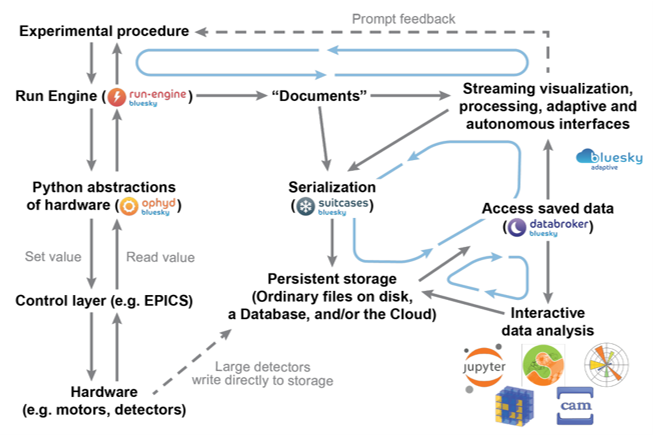 Prompt feedback
Experimental procedure
Run Engine (run-engine bluesky)
"Documents"
Streaming visualization,
processing, adaptive and
autonomous interfaces
bluesky
adaptive
Python abstractions
of hardware (ophyd bluesky)
Serialization
(suitcases bluesky)
Access saved data
(databroker bluesky)
Set value
Read value
Control layer (e.g. EPICS)
Persistent storage
(Ordinary files on disk,
a Database, and/or the Cloud)
Interactive
data analysis
Large detectors
write directly to storage
Hardware
(e.g. motors, detectors)
jupyter
cam